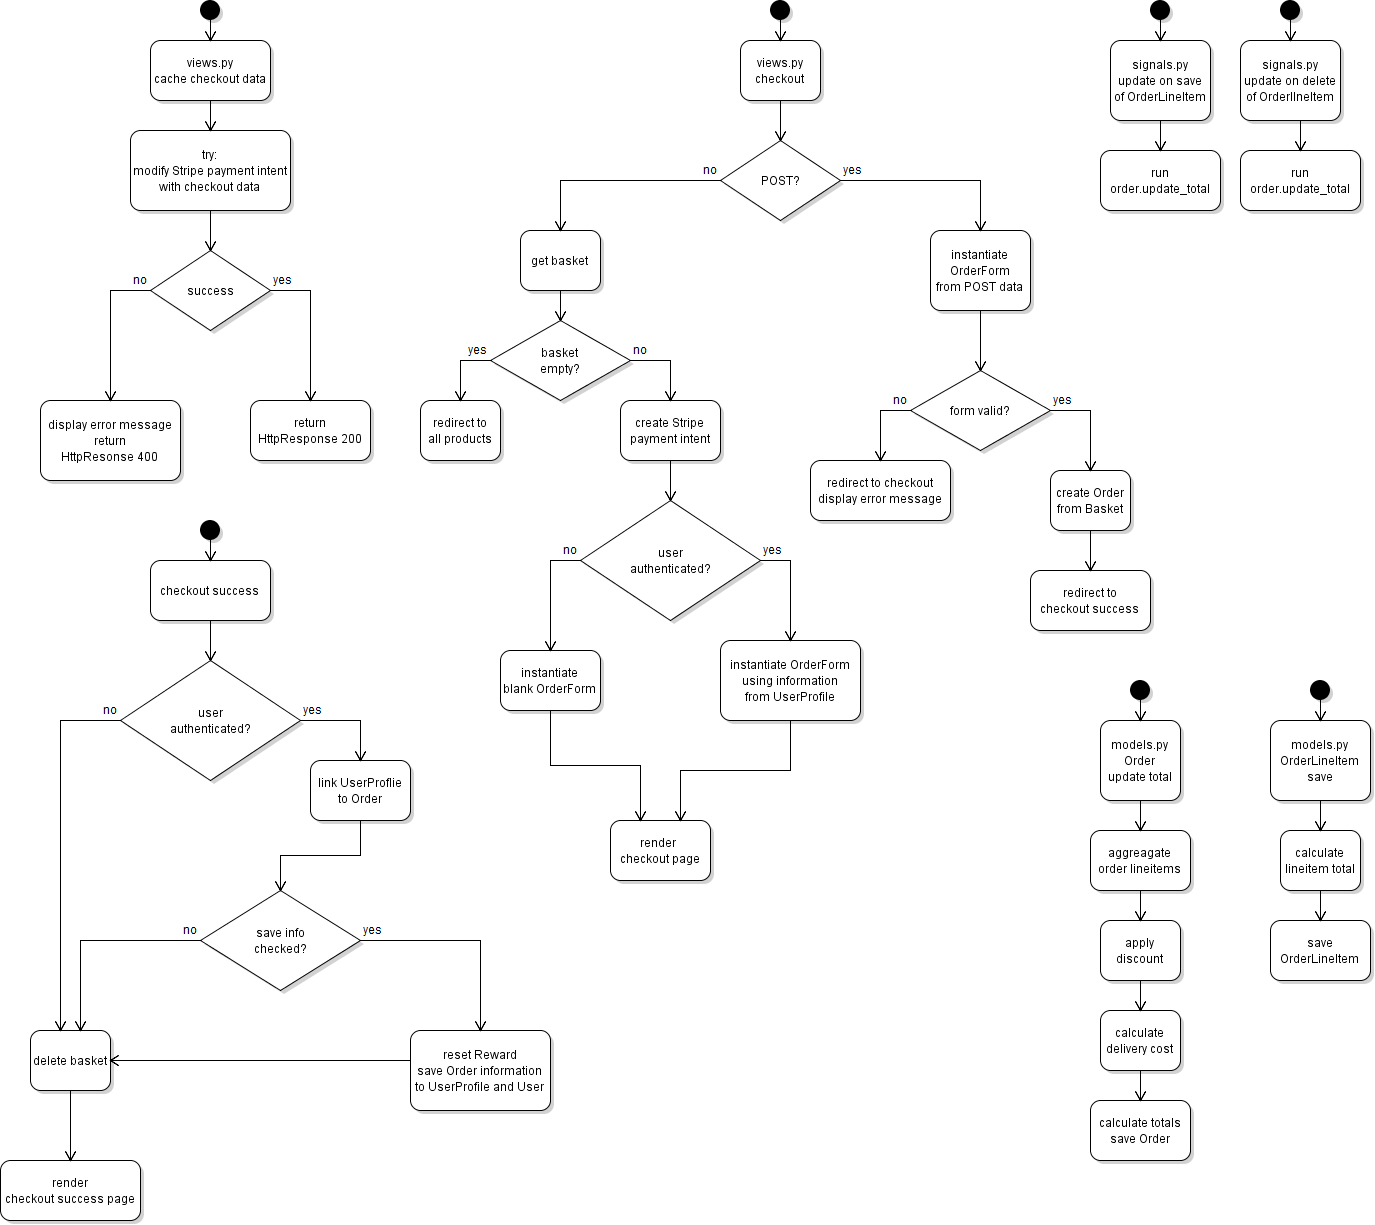 views.py
cache checkout data
try:
modify Stripe payment intent
with checkout data
success
no
yes
display error message
return
HttpResonse 400
return
HttpResponse 200
views.py
checkout
POST?
no
yes
get basket
basket
empty?
yes
no
redirect to
all products
create Stripe
payment intent
user
authenticated?
no
yes
instantiate
blank OrderForm
instantiate OrderForm
using information
from UserProfile
render
checkout page
instantiate
OrderForm
from POST data
form valid?
no
yes
redirect to checkout
display error message
create Order
from Basket
redirect to
checkout success
signals.py
update on save
of OrderLineItem
run
order.update_total
signals.py
update on delete
of OrderlIneItem
run
order.update_total
checkout success
user
authenticated?
no
yes
link UserProflie
to Order
save info
checked?
no
yes
delete basket
reset Reward
save Order information
to UserProfile and User
render
checkout success page
models.py
Order
update total
aggreagate
order lineitems
apply
discount
calculate
delivery cost
calculate totals
save Order
models.py
OrderLineItem
save
calculate
lineitem total
save
OrderLineItem